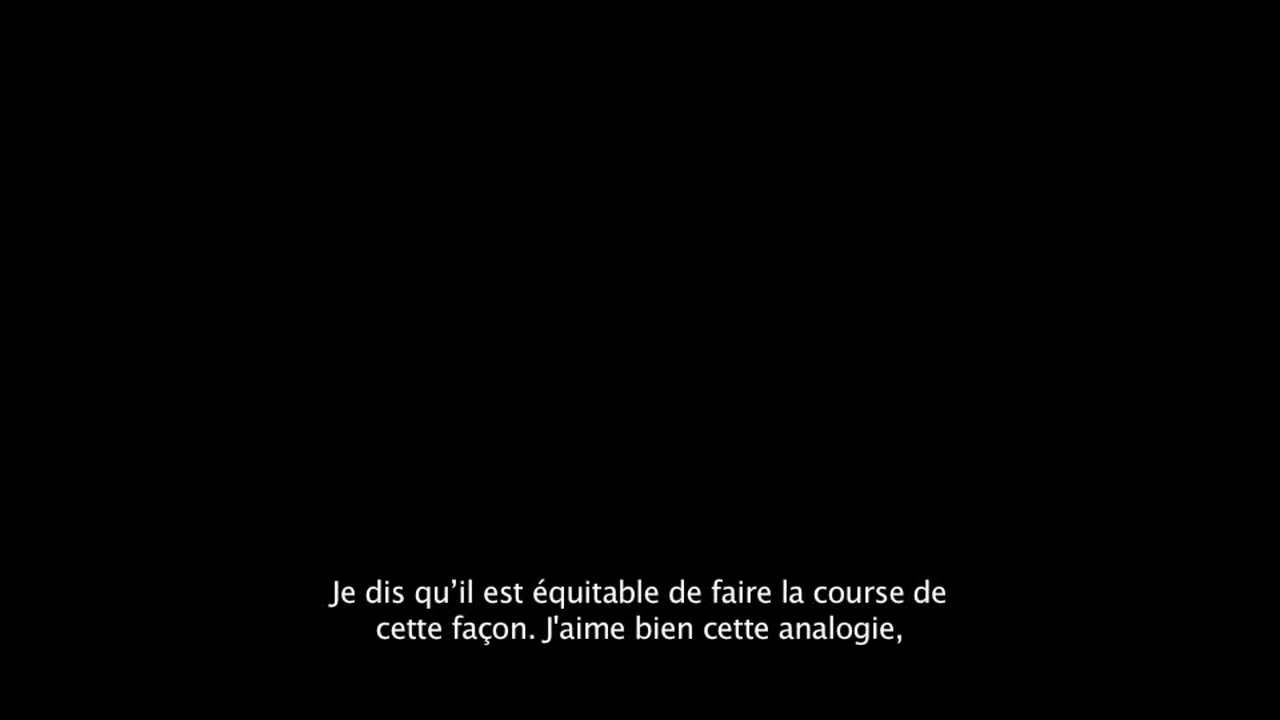 Je dis qu’il est équitable de faire la course de
cette façon. J'aime bien cette analogie,